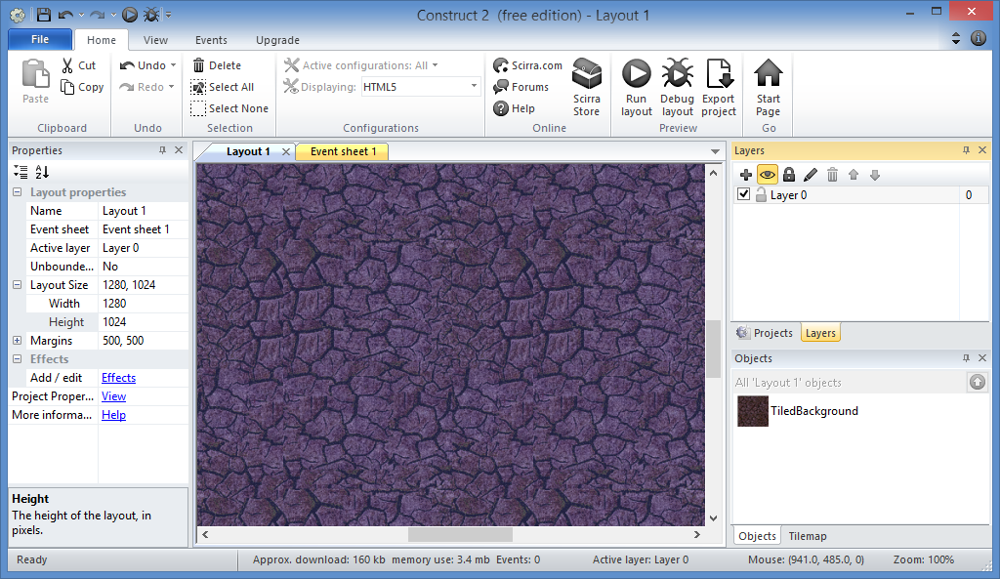 Construct 2  (free edition) - Layout 1
File Home View Events Upgrade
Paste
Cut
Copy
Clipboard
Undo
Redo
Undo
Delete
Select All
Select None
Selection
Active configurations: All
Displaying: HTML5
Configurations
Scirra.com
Forums
Help
Scirra
Store
Online
Run
layout
Debug
layout
Export
project
Preview
Start
Page
Go
Properties
Layout properties
Name Layout 1
Event sheet Event sheet 1
Active layer Layer 0
Unbounde... No
Layout Size 1280, 1024
Width 1280
Height 1024
Margins 500, 500
Effects
Add / edit Effects
Project Proper... View
More informa... Help
Height
The height of the layout, in
pixels.
Layout 1 Event sheet 1
Layers
Layer 0 0
Projects Layers
Objects
All 'Layout 1' objects
TiledBackground
Objects Tilemap
Ready Approx. download: 160 kb  memory use: 3.4 mb  Events: 0 Active layer: Layer 0 Mouse: (941.0, 485.0, 0) Zoom: 100%